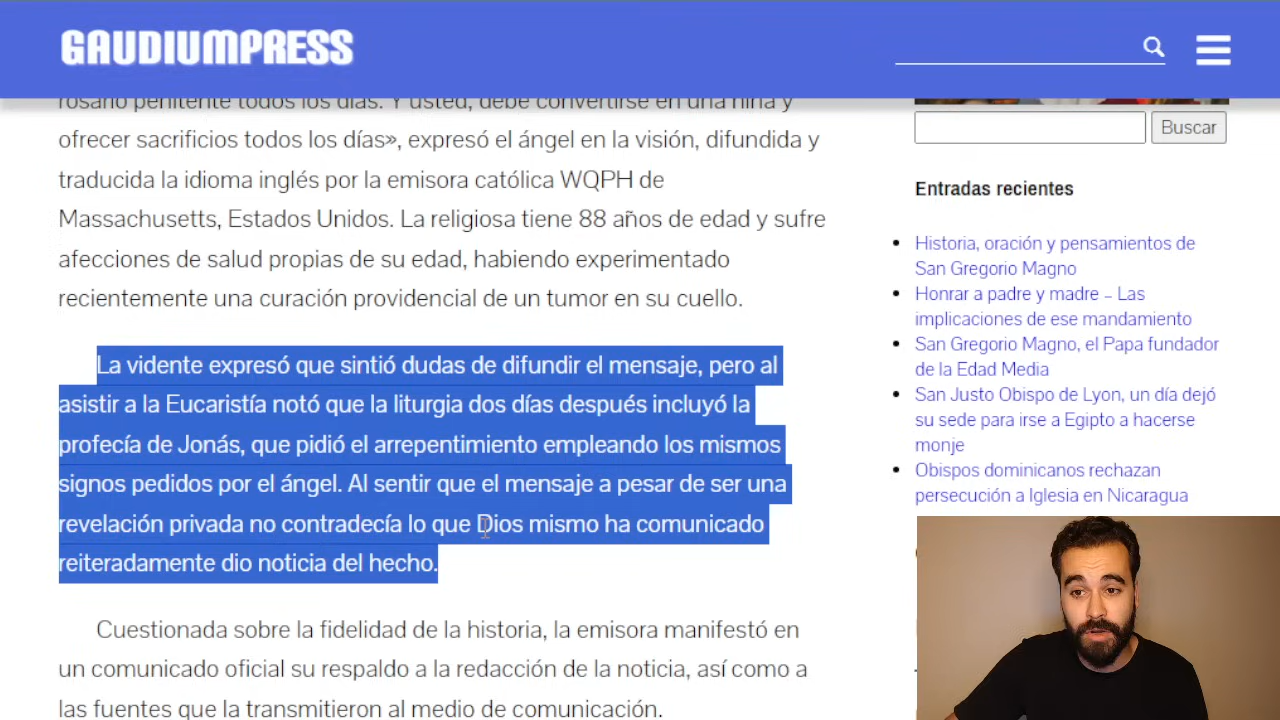 GAUDIUMPRESS
rosario penitente todos los días. Y usted, debe convertirse en una niña y
ofrecer sacrificios todos los días», expresó el ángel en la visión, difundida y
traducida la idioma inglés por la emisora católica WQPH de
Massachusetts, Estados Unidos. La religiosa tiene 88 años de edad y sufre
afecciones de salud propias de su edad, habiendo experimentado
recientemente una curación providencial de un tumor en su cuello.
La vidente expresó que sintió dudas de difundir el mensaje, pero al
asistir a la Eucaristía notó que la liturgia dos días después incluyó la
profecía de Jonás, que pidió el arrepentimiento empleando los mismos
signos pedidos por el ángel. Al sentir que el mensaje a pesar de ser una
revelación privada no contradecía lo que Dios mismo ha comunicado
reiteradamente dio noticia del hecho.
Cuestionada sobre la fidelidad de la historia, la emisora manifestó en
un comunicado oficial su respaldo a la redacción de la noticia, así como a
las fuentes que la transmitieron al medio de comunicación.
Buscar
Entradas recientes
Historia, oración y pensamientos de
San Gregorio Magno
Honrar a padre y madre – Las
implicaciones de ese mandamiento
San Gregorio Magno, el Papa fundador
de la Edad Media
San Justo Obispo de Lyon, un día dejó
su sede para irse a Egipto a hacerse
monje
Obispos dominicanos rechazan
persecución a Iglesia en Nicaragua